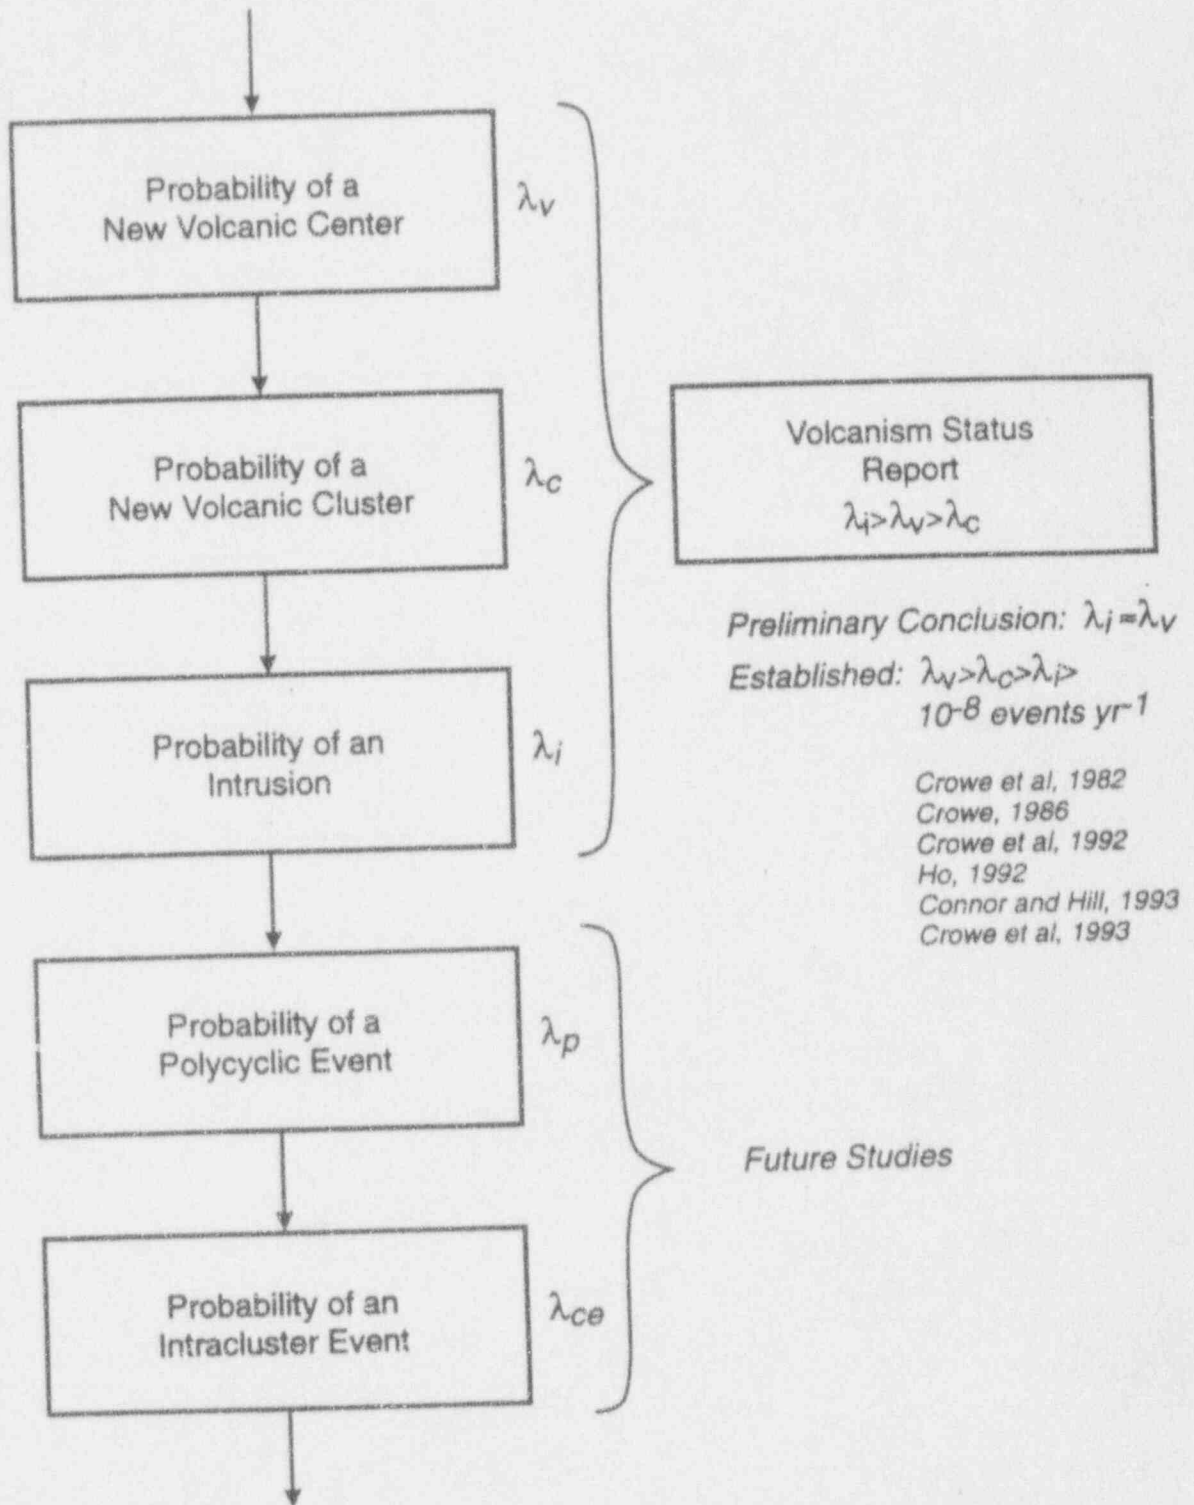 Probability of a
New Volcanic Center
λv
Probability of a
New Volcanic Cluster
λc
Probability of an
Intrusion
λi
Volcanism Status
Report
λi>λv>λc
Preliminary Conclusion: λi≈λv
Established: λv>λc>λi>
10⁻⁸ events yr⁻¹
Crowe et al, 1982
Crowe, 1986
Crowe et al, 1992
Ho, 1992
Connor and Hill, 1993
Crowe et al, 1993
Probability of a
Polycyclic Event
λp
Future Studies
Probability of an
Intracluster Event
λce